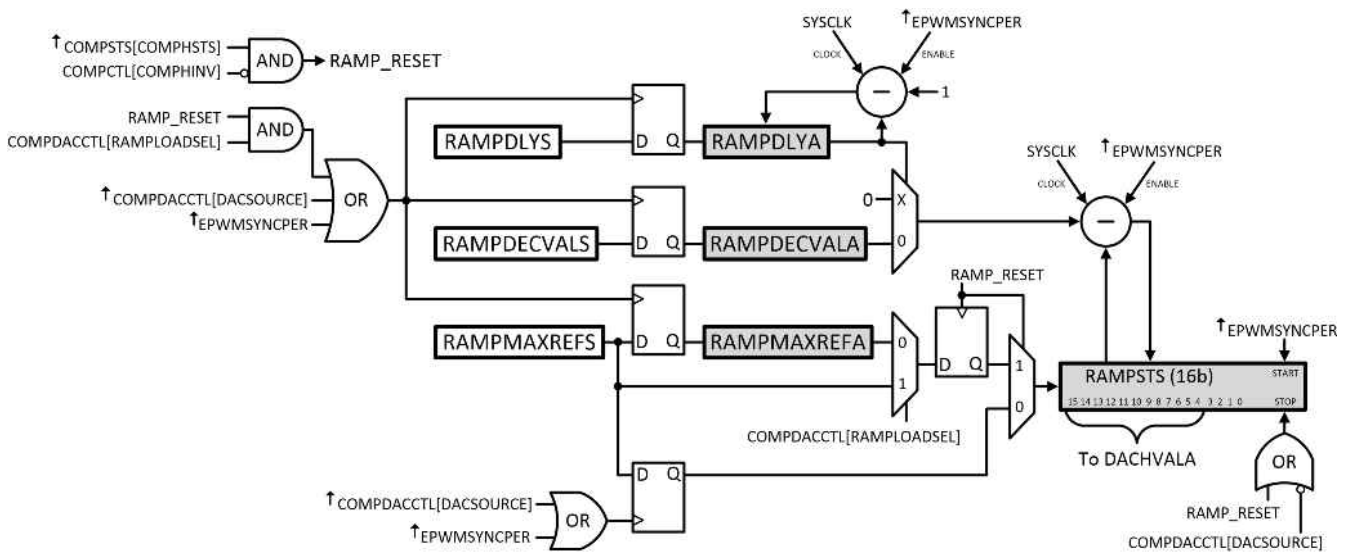 SYSCLK
↑EPWMSYNCPER
CLOCK
ENABLE
↑COMPSTS[COMPHSTS]
COMPCTL[COMPHINV]
AND
RAMP_RESET
−
1
RAMP_RESET
COMPDACCTL[RAMPLOADSEL]
AND
RAMPDLYS
D Q
RAMPDLYA
SYSCLK
↑EPWMSYNCPER
CLOCK
ENABLE
↑COMPDACCTL[DACSOURCE]
↑EPWMSYNCPER
OR
0
X
0
−
RAMPDECVALS
D Q
RAMPDECVALA
RAMP_RESET
RAMPMAXREFS
D Q
RAMPMAXREFA
0
1
D Q
1
0
↑EPWMSYNCPER
RAMPSTS (16b)
START
15 14 13 12 11 10 9 8 7 6 5 4 3 2 1 0
STOP
COMPDACCTL[RAMPLOADSEL]
To DACHVALA
OR
D Q
↑COMPDACCTL[DACSOURCE]
↑EPWMSYNCPER
OR
RAMP_RESET
COMPDACCTL[DACSOURCE]